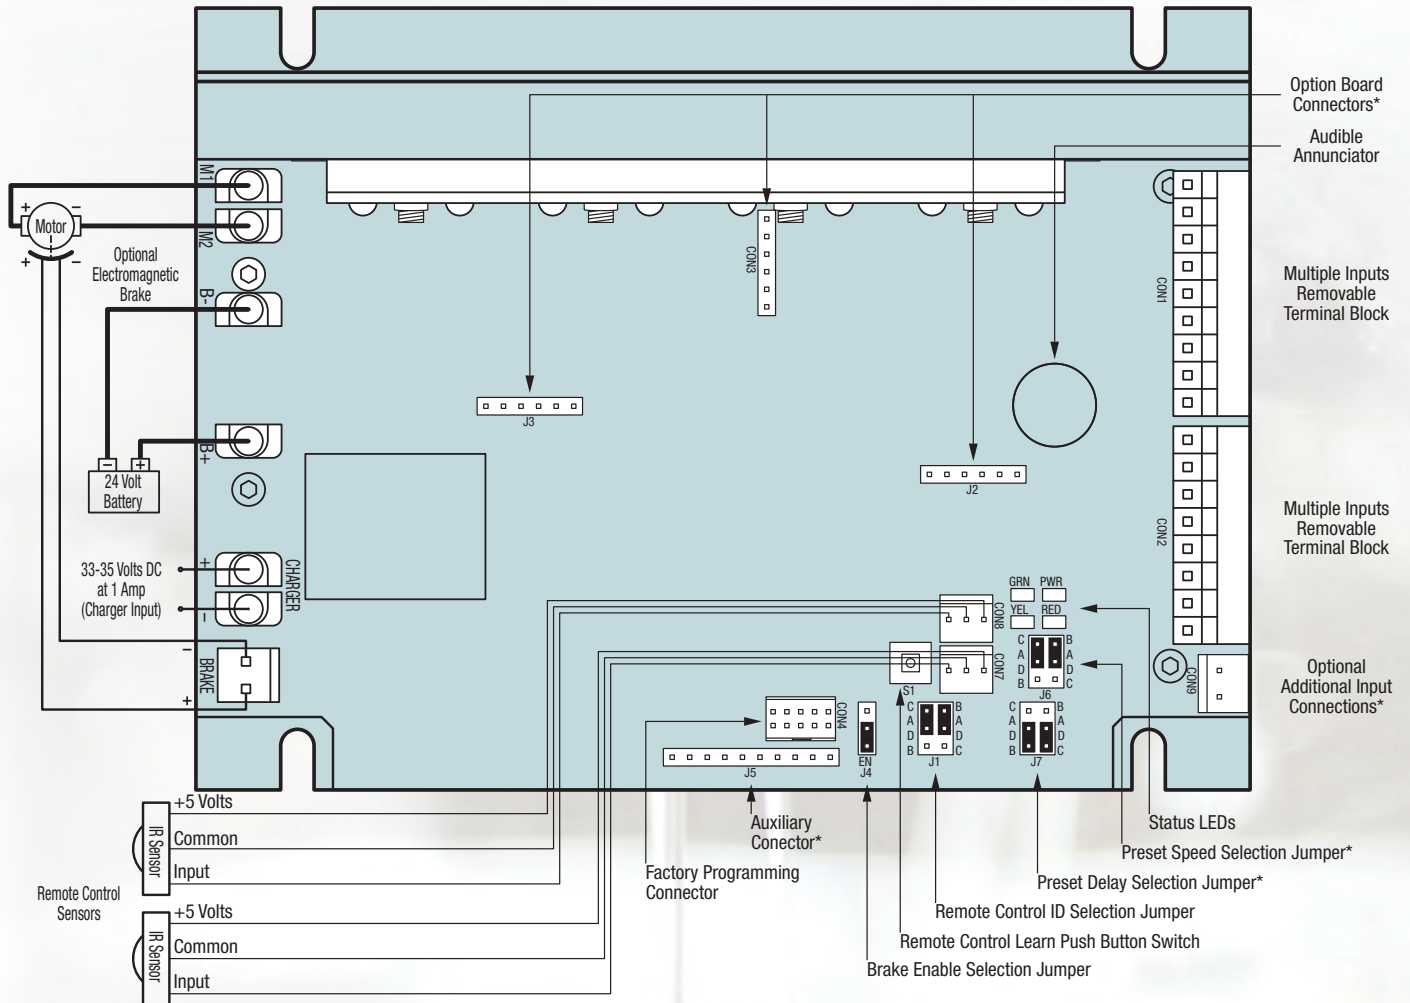 Option Board
Connectors*
Audible
Annunciator
M1
+ −
Motor
M2
+ −
Optional
Electromagnetic
Brake
B-
CON3
CON1
Multiple Inputs
Removable
Terminal Block
J3
B+
− +
24 Volt
Battery
J2
CON2
Multiple Inputs
Removable
Terminal Block
33-35 Volts DC
at 1 Amp
(Charger Input)
+
−
CHARGER
GRN PWR
YEL RED
CON8
−
BRAKE
+
S1
CON7
C B
A A
D D
B C
J6
CON9
Optional
Additional Input
Connections*
CON4
J5
EN
J4
C B
A A
D D
B C
J1
C B
A A
D D
B C
J7
+5 Volts
IR Sensor
Common
Input
Remote Control
Sensors
+5 Volts
IR Sensor
Common
Input
Auxiliary
Conector*
Factory Programming
Connector
Status LEDs
Preset Speed Selection Jumper*
Preset Delay Selection Jumper*
Remote Control ID Selection Jumper
Remote Control Learn Push Button Switch
Brake Enable Selection Jumper